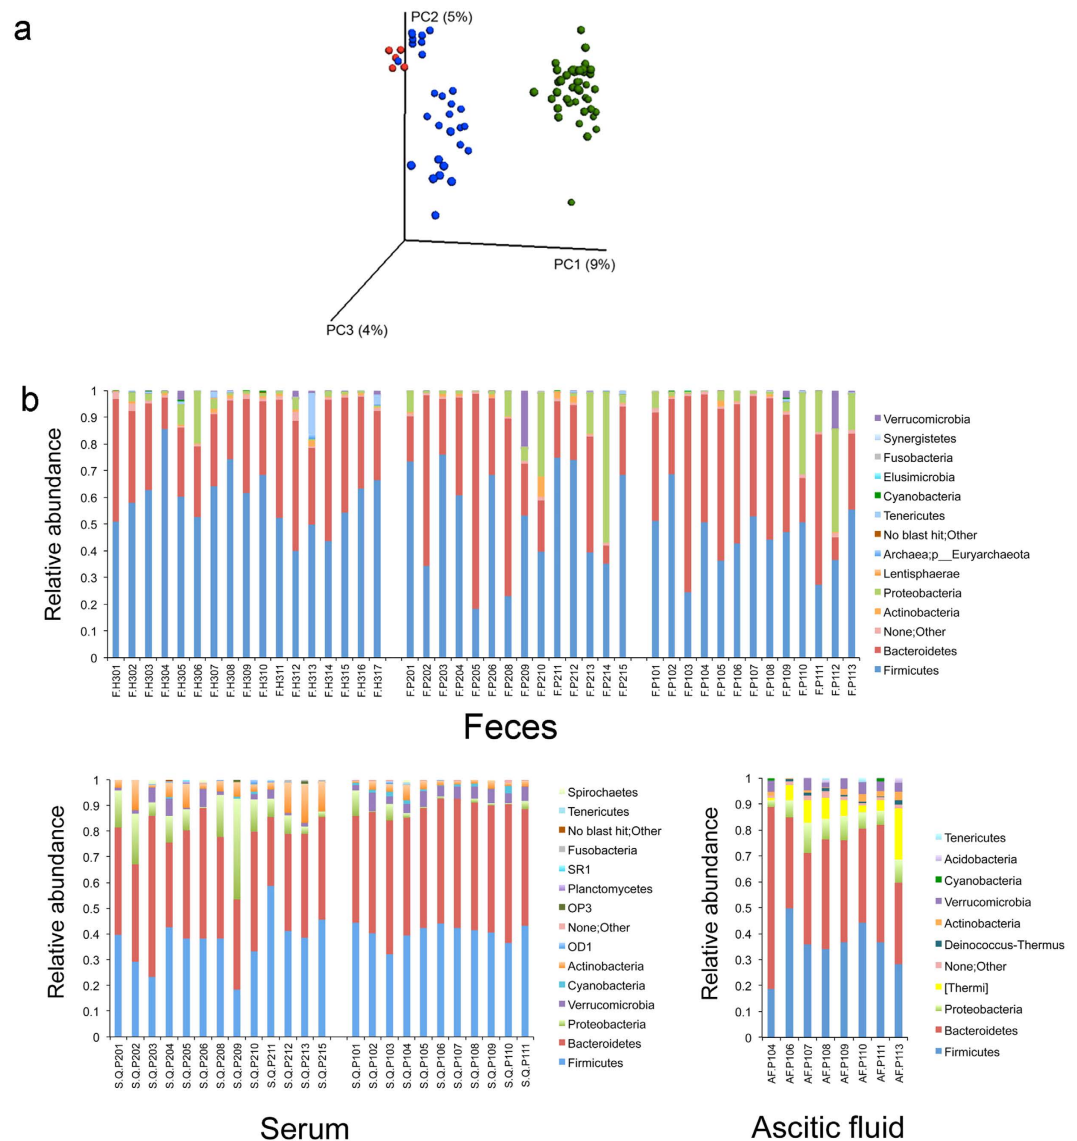 a
PC2 (5%)
PC1 (9%)
PC3 (4%)
b
Relative abundance
1
0.9
0.8
0.7
0.6
0.5
0.4
0.3
0.2
0.1
0
F.H301
F.H302
F.H303
F.H304
F.H305
F.H306
F.H307
F.H308
F.H309
F.H310
F.H311
F.H312
F.H313
F.H314
F.H315
F.H316
F.H317
F.P201
F.P202
F.P203
F.P204
F.P205
F.P206
F.P208
F.P209
F.P210
F.P211
F.P212
F.P213
F.P214
F.P215
F.P101
F.P102
F.P103
F.P104
F.P105
F.P106
F.P107
F.P108
F.P109
F.P110
F.P111
F.P112
F.P113
Verrucomicrobia
Synergistetes
Fusobacteria
Elusimicrobia
Cyanobacteria
Tenericutes
No blast hit;Other
Archaea;p__Euryarchaeota
Lentisphaerae
Proteobacteria
Actinobacteria
None;Other
Bacteroidetes
Firmicutes
Feces
Relative abundance
1
0.9
0.8
0.7
0.6
0.5
0.4
0.3
0.2
0.1
0
S.Q.P201
S.Q.P202
S.Q.P203
S.Q.P204
S.Q.P205
S.Q.P206
S.Q.P208
S.Q.P209
S.Q.P210
S.Q.P211
S.Q.P212
S.Q.P213
S.Q.P215
S.Q.P101
S.Q.P102
S.Q.P103
S.Q.P104
S.Q.P105
S.Q.P106
S.Q.P107
S.Q.P108
S.Q.P109
S.Q.P110
S.Q.P111
Spirochaetes
Tenericutes
No blast hit;Other
Fusobacteria
SR1
Planctomycetes
OP3
None;Other
OD1
Actinobacteria
Cyanobacteria
Verrucomicrobia
Proteobacteria
Bacteroidetes
Firmicutes
Serum
Relative abundance
1
0.9
0.8
0.7
0.6
0.5
0.4
0.3
0.2
0.1
0
AF.P104
AF.P106
AF.P107
AF.P108
AF.P109
AF.P110
AF.P111
AF.P113
Tenericutes
Acidobacteria
Cyanobacteria
Verrucomicrobia
Actinobacteria
Deinococcus-Thermus
None;Other
[Thermi]
Proteobacteria
Bacteroidetes
Firmicutes
Ascitic fluid